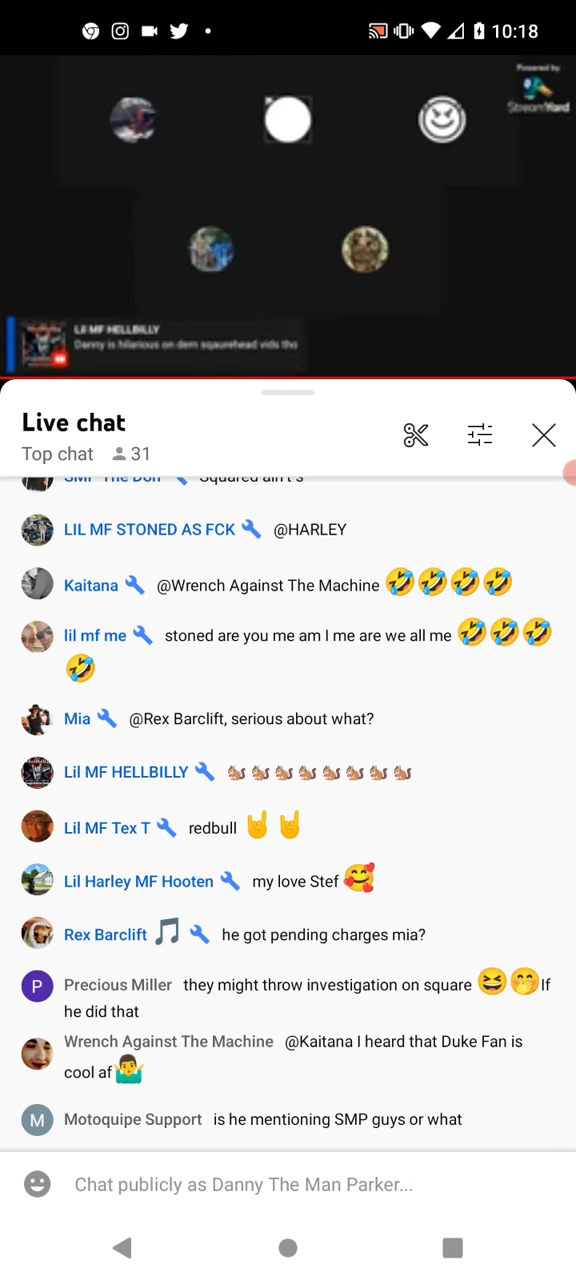 10:18
Powered by
StreamYard
Lil MF HELLBILLY
Danny is hilarious on dem sqaurehead vids tho
Live chat
Top chat 31
SMP The Don Squared ain't s
LIL MF STONED AS FCK @HARLEY
Kaitana @Wrench Against The Machine 🤣🤣🤣🤣
lil mf me stoned are you me am I me are we all me 🤣🤣🤣
🤣
Mia @Rex Barclift, serious about what?
Lil MF HELLBILLY 🐿️🐿️🐿️🐿️🐿️🐿️🐿️🐿️
Lil MF Tex T redbull 🤘🤘
Lil Harley MF Hooten my love Stef 🥰
Rex Barclift 🎵 he got pending charges mia?
P Precious Miller they might throw investigation on square 😆🤭If
he did that
Wrench Against The Machine @Kaitana I heard that Duke Fan is
cool af🤷‍♂️
M Motoquipe Support is he mentioning SMP guys or what
Chat publicly as Danny The Man Parker...